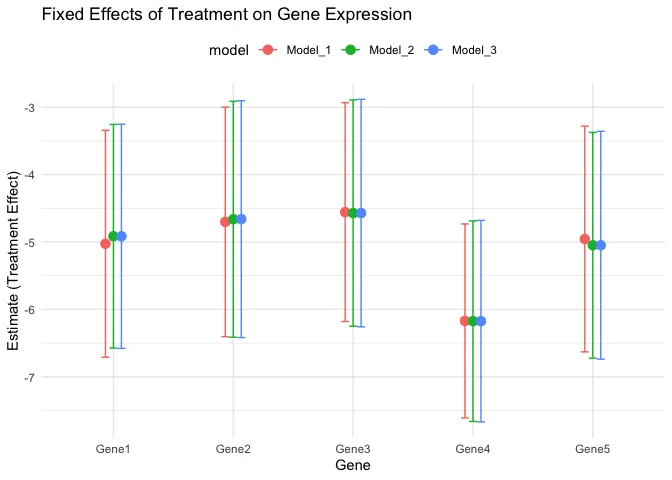 Fixed Effects of Treatment on Gene Expression
model Model_1 Model_2 Model_3
-3
-4
-5
-6
-7
Estimate (Treatment Effect)
Gene1 Gene2 Gene3 Gene4 Gene5
Gene